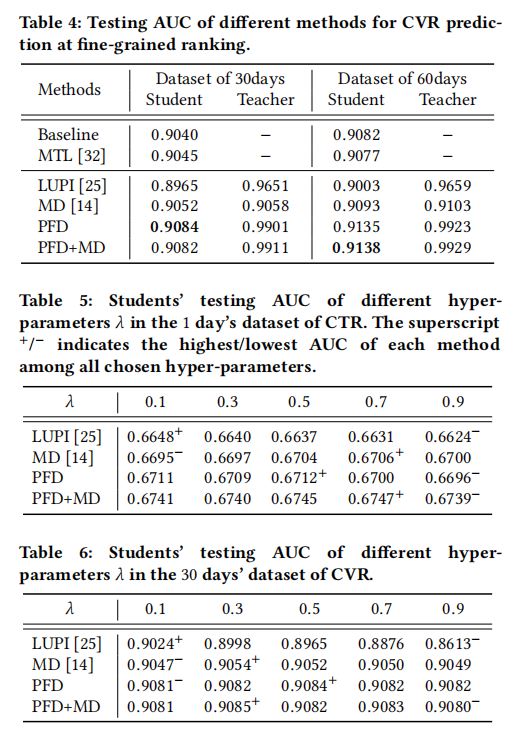 Table 4: Testing AUC of different methods for CVR predic-
tion at fine-grained ranking.
Methods Dataset of 30days Dataset of 60days
Student Teacher Student Teacher
Baseline 0.9040 − 0.9082 −
MTL [32] 0.9045 − 0.9077 −
LUPI [25] 0.8965 0.9651 0.9003 0.9659
MD [14] 0.9052 0.9058 0.9093 0.9103
PFD 0.9084 0.9901 0.9135 0.9923
PFD+MD 0.9082 0.9911 0.9138 0.9929
Table 5: Students' testing AUC of different hyper-
parameters λ in the 1 day's dataset of CTR. The superscript
+/− indicates the highest/lowest AUC of each method
among all chosen hyper-parameters.
λ 0.1 0.3 0.5 0.7 0.9
LUPI [25] 0.6648+ 0.6640 0.6637 0.6631 0.6624−
MD [14] 0.6695− 0.6697 0.6704 0.6706+ 0.6700
PFD 0.6711 0.6709 0.6712+ 0.6700 0.6696−
PFD+MD 0.6741 0.6740 0.6745 0.6747+ 0.6739−
Table 6: Students' testing AUC of different hyper-
parameters λ in the 30 days' dataset of CVR.
λ 0.1 0.3 0.5 0.7 0.9
LUPI [25] 0.9024+ 0.8998 0.8965 0.8876 0.8613−
MD [14] 0.9047− 0.9054+ 0.9052 0.9050 0.9049
PFD 0.9081− 0.9082 0.9084+ 0.9082 0.9082
PFD+MD 0.9081 0.9085+ 0.9082 0.9083 0.9080−